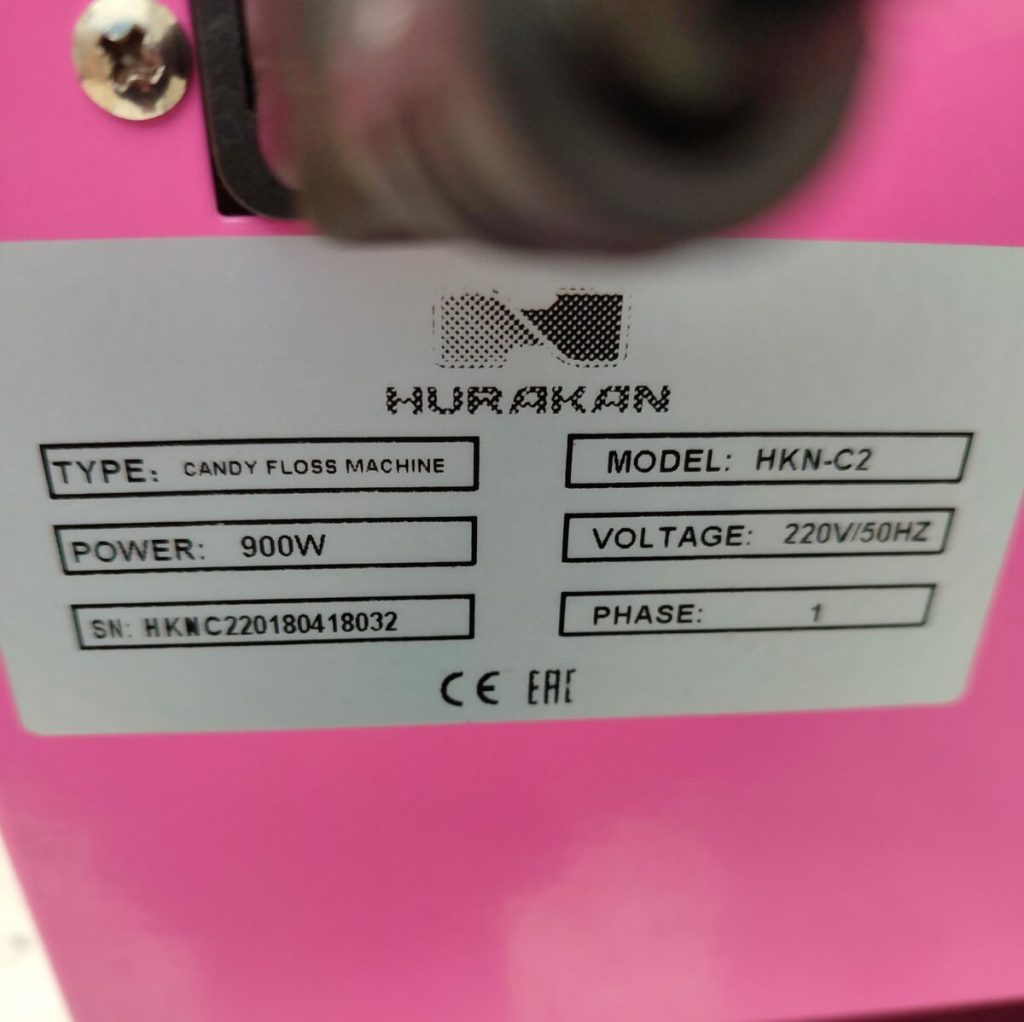 HURAKAN
TYPE: CANDY FLOSS MACHINE
MODEL: HKN-C2
POWER: 900W
VOLTAGE: 220V/50HZ
SN: HKNC220180418032
PHASE: 1
CE EAC